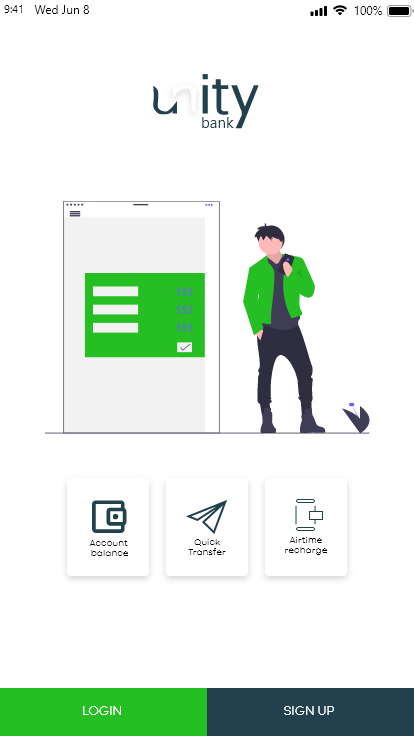 9:41 Wed Jun 8 100%
unity
bank
$$$
$$$
$$$
Account
balance
Quick
Transfer
Airtime
recharge
LOGIN SIGN UP